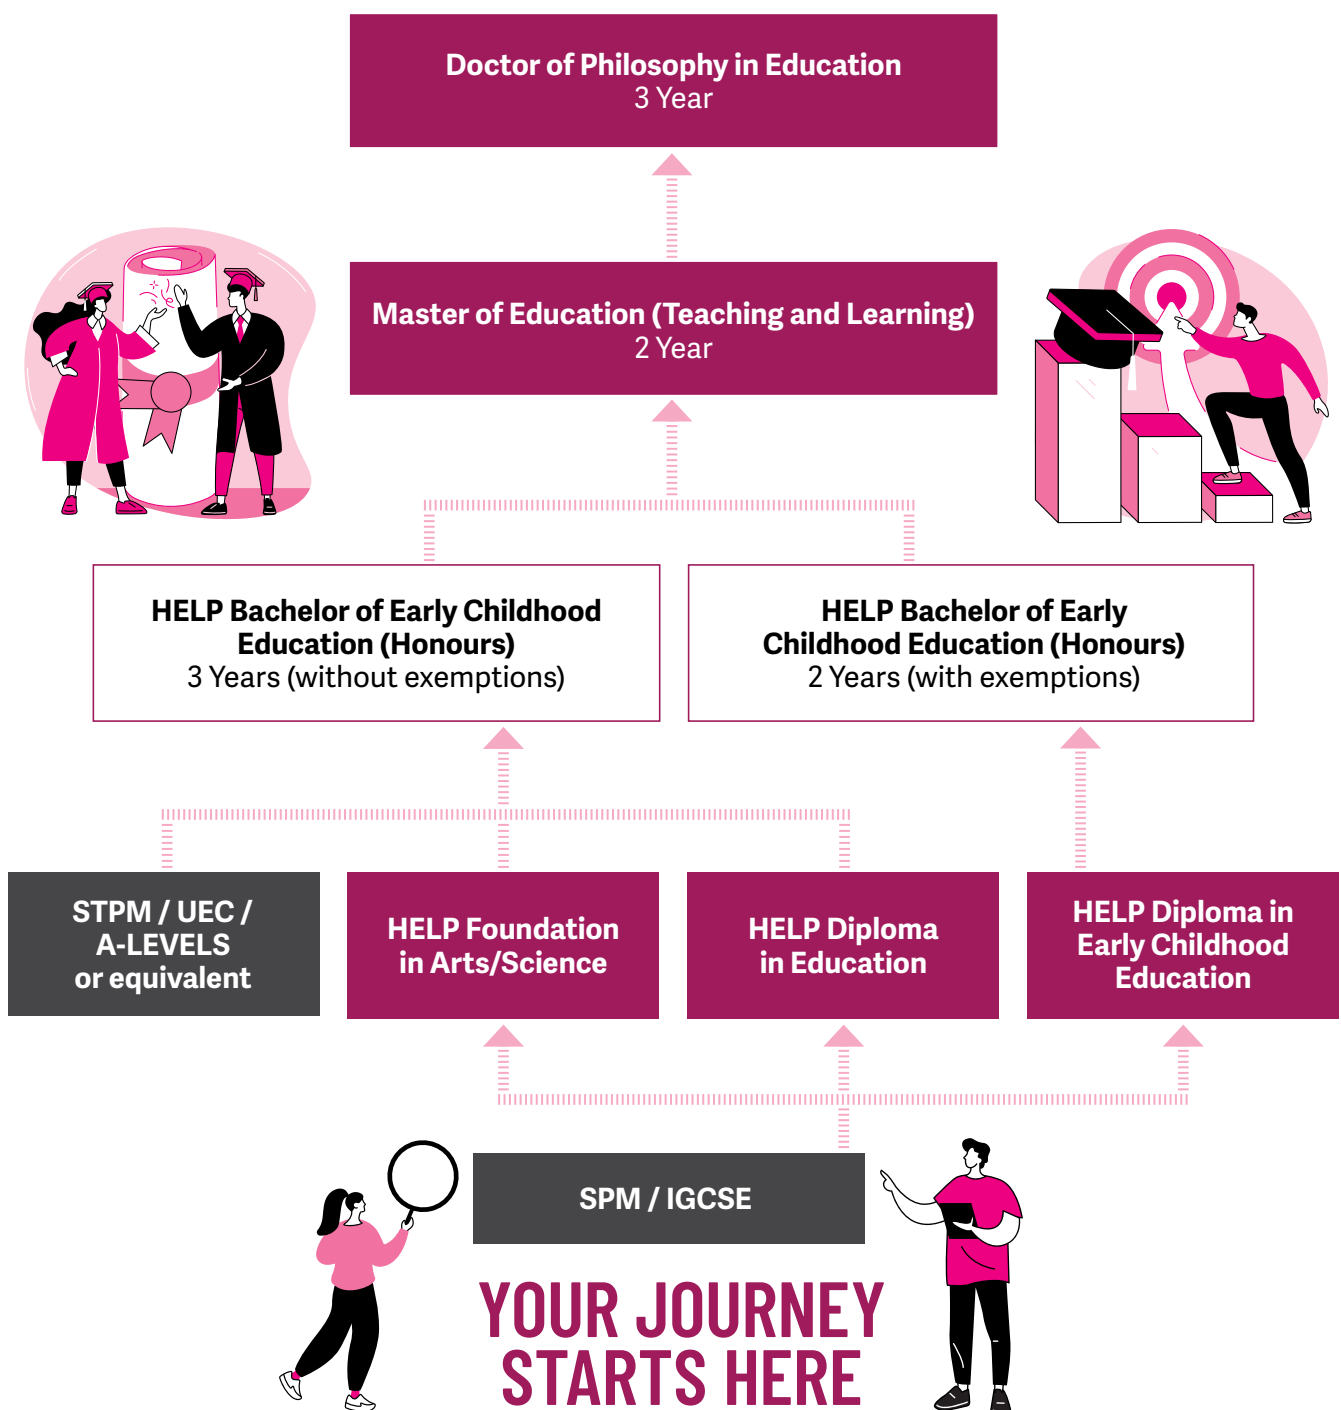 Doctor of Philosophy in Education
3 Year
Master of Education (Teaching and Learning)
2 Year
HELP Bachelor of Early Childhood
Education (Honours)
3 Years (without exemptions)
HELP Bachelor of Early
Childhood Education (Honours)
2 Years (with exemptions)
STPM / UEC /
A-LEVELS
or equivalent
HELP Foundation
in Arts/Science
HELP Diploma
in Education
HELP Diploma in
Early Childhood
Education
SPM / IGCSE
YOUR JOURNEY
STARTS HERE